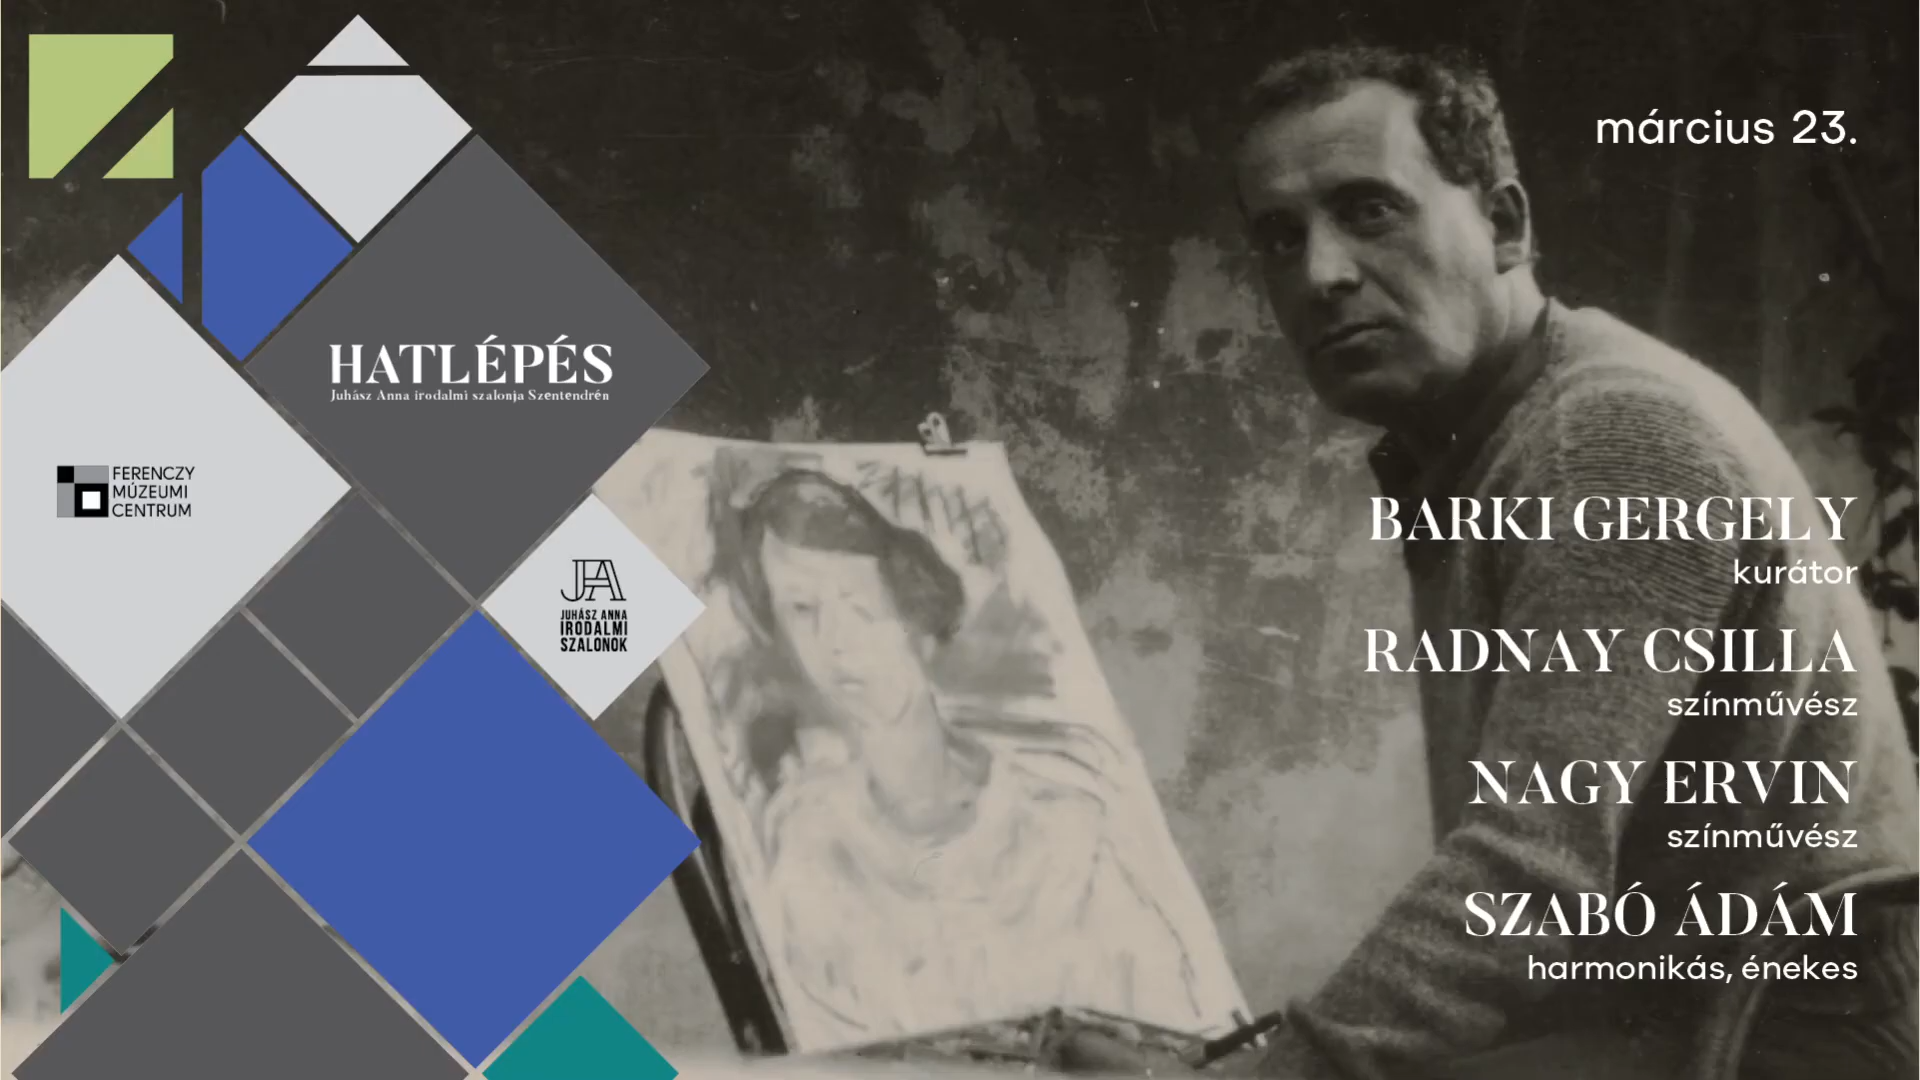 március 23.
HATLÉPÉS
Juhász Anna irodalmi szalonja Szentendrén
FERENCZY
MÚZEUMI
CENTRUM
JA
JUHÁSZ ANNA
IRODALMI
SZALONOK
BARKI GERGELY
kurátor
RADNAY CSILLA
színművész
NAGY ERVIN
színművész
SZABÓ ÁDÁM
harmonikás, énekes